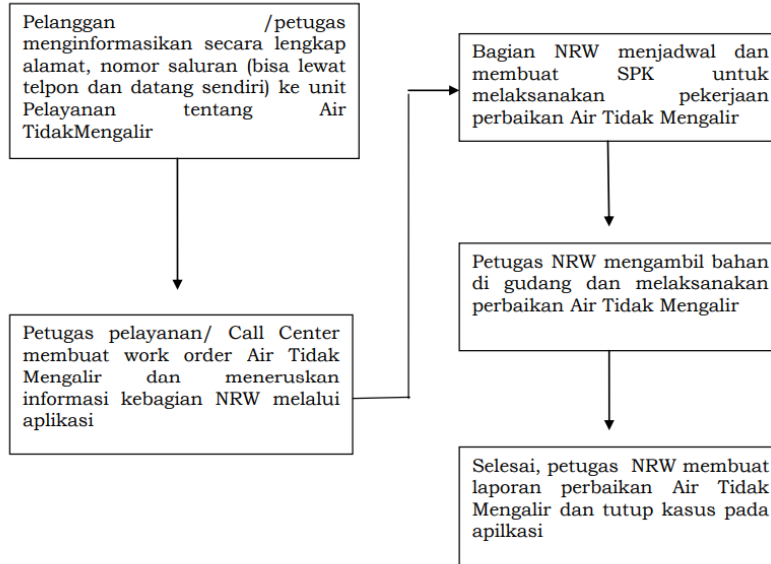 Pelanggan /petugas
menginformasikan secara lengkap
alamat, nomor saluran (bisa lewat
telpon dan datang sendiri) ke unit
Pelayanan tentang Air
TidakMengalir
Petugas pelayanan/ Call Center
membuat work order Air Tidak
Mengalir dan meneruskan
informasi kebagian NRW melalui
aplikasi
Bagian NRW menjadwal dan
membuat SPK untuk
melaksanakan pekerjaan
perbaikan Air Tidak Mengalir
Petugas NRW mengambil bahan
di gudang dan melaksanakan
perbaikan Air Tidak Mengalir
Selesai, petugas NRW membuat
laporan perbaikan Air Tidak
Mengalir dan tutup kasus pada
apilkasi